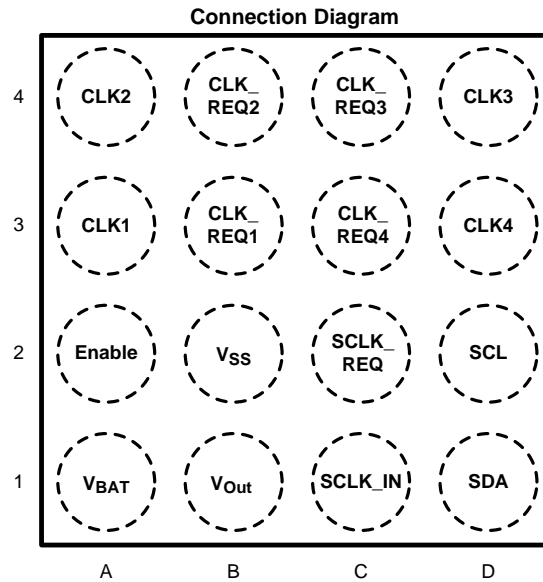 Connection Diagram
4
CLK2
CLK_
REQ2
CLK_
REQ3
CLK3
3
CLK1
CLK_
REQ1
CLK_
REQ4
CLK4
2
Enable
VSS
SCLK_
REQ
SCL
1
VBAT
VOut
SCLK_IN
SDA
A B C D